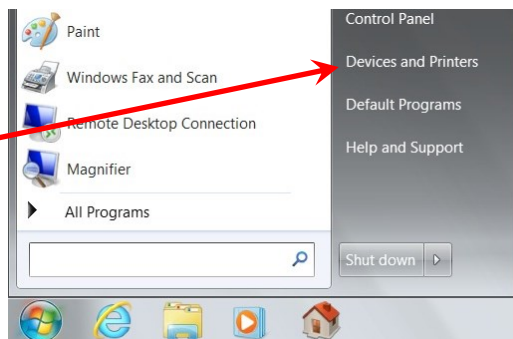 Paint
Windows Fax and Scan
Remote Desktop Connection
Magnifier
All Programs
Control Panel
Devices and Printers
Default Programs
Help and Support
Shut down